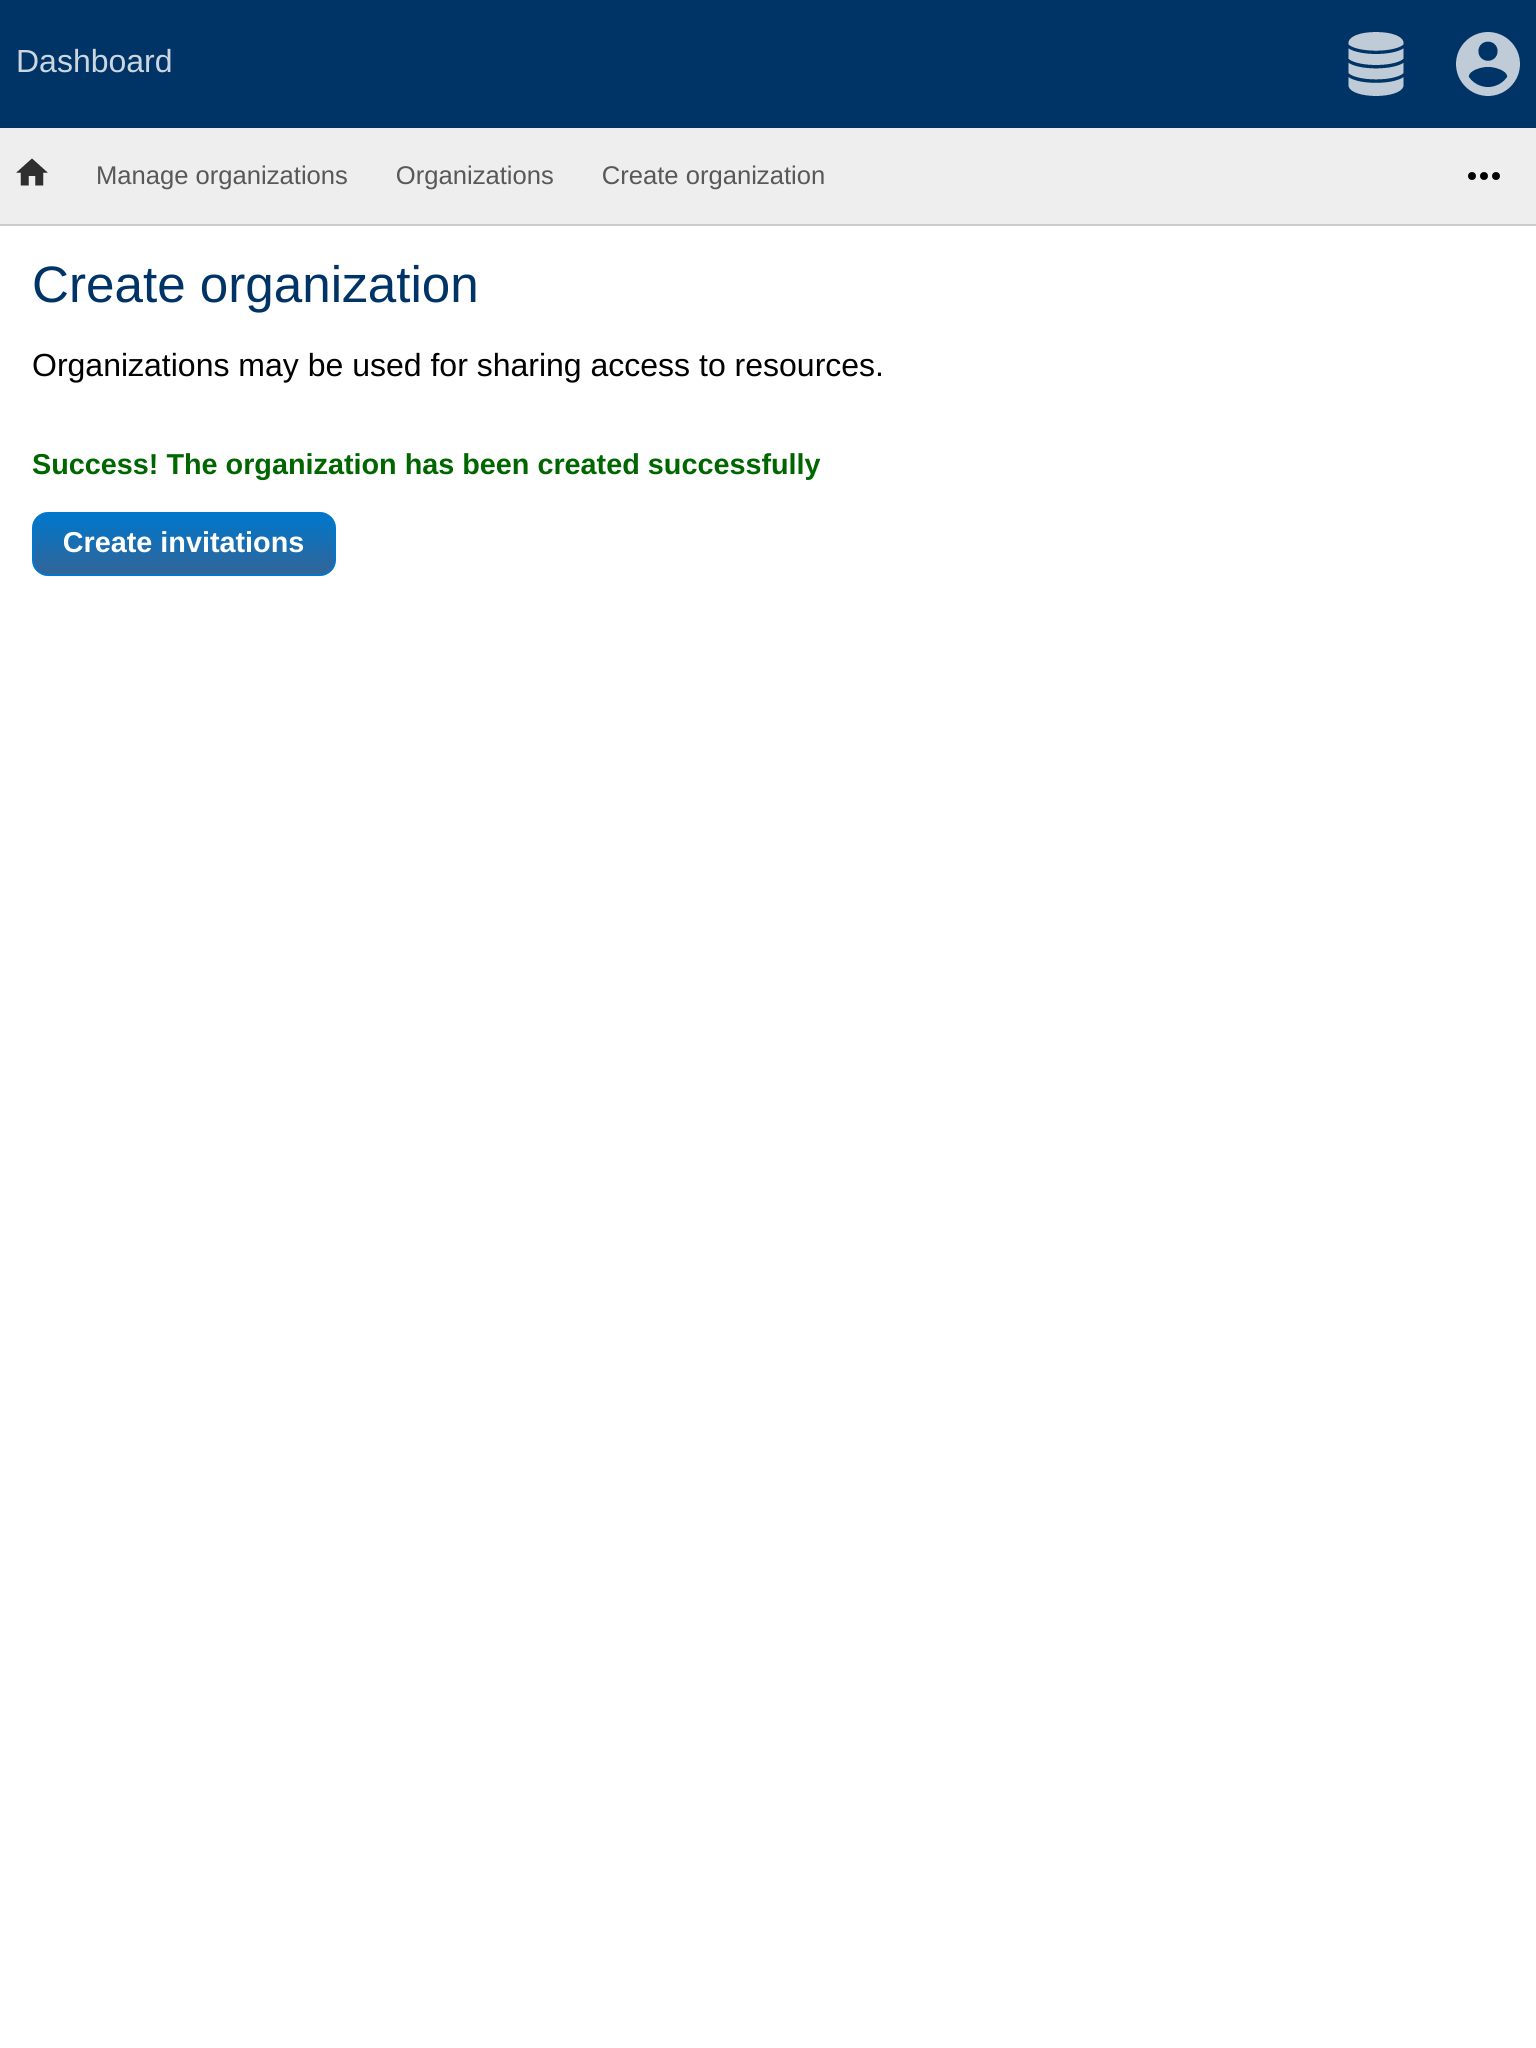 Dashboard
Manage organizations Organizations Create organization
Create organization
Organizations may be used for sharing access to resources.
Success! The organization has been created successfully
Create invitations